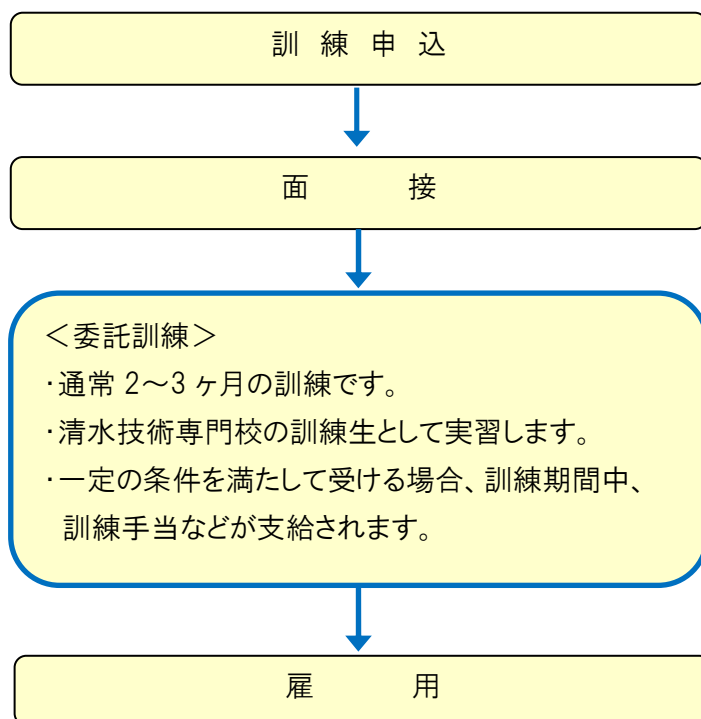 訓 練 申 込
面 接
＜委託訓練＞
・通常 2～3 ヶ月の訓練です。
・清水技術専門校の訓練生として実習します。
・一定の条件を満たして受ける場合、訓練期間中、
訓練手当などが支給されます。
雇 用